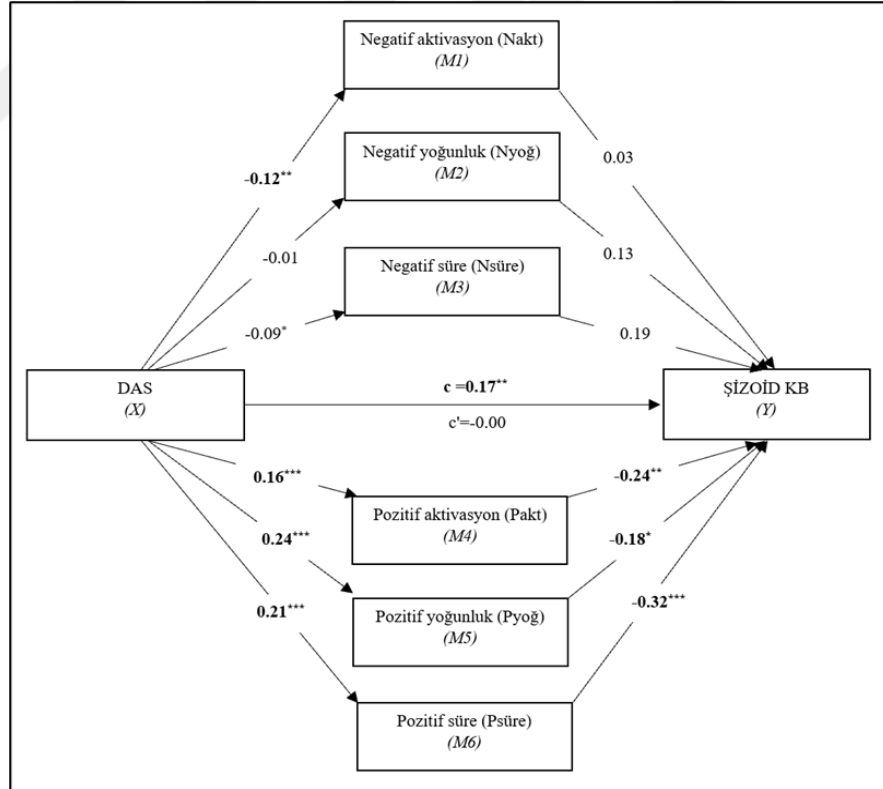 Negatif aktivasyon (Nakt)
(M1)
Negatif yoğunluk (Nyoğ)
(M2)
Negatif süre (Nsüre)
(M3)
-0.12**
-0.01
-0.09*
0.03
0.13
0.19
DAS
(X)
c =0.17**
c'=-0.00
ŞİZOİD KB
(Y)
0.16***
0.24***
0.21***
-0.24**
-0.18*
-0.32***
Pozitif aktivasyon (Pakt)
(M4)
Pozitif yoğunluk (Pyoğ)
(M5)
Pozitif süre (Psüre)
(M6)